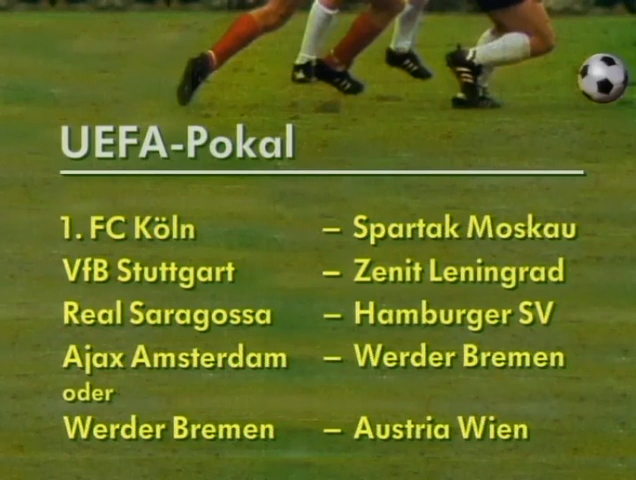 UEFA-Pokal
1. FC Köln – Spartak Moskau
VfB Stuttgart – Zenit Leningrad
Real Saragossa – Hamburger SV
Ajax Amsterdam – Werder Bremen
oder
Werder Bremen – Austria Wien